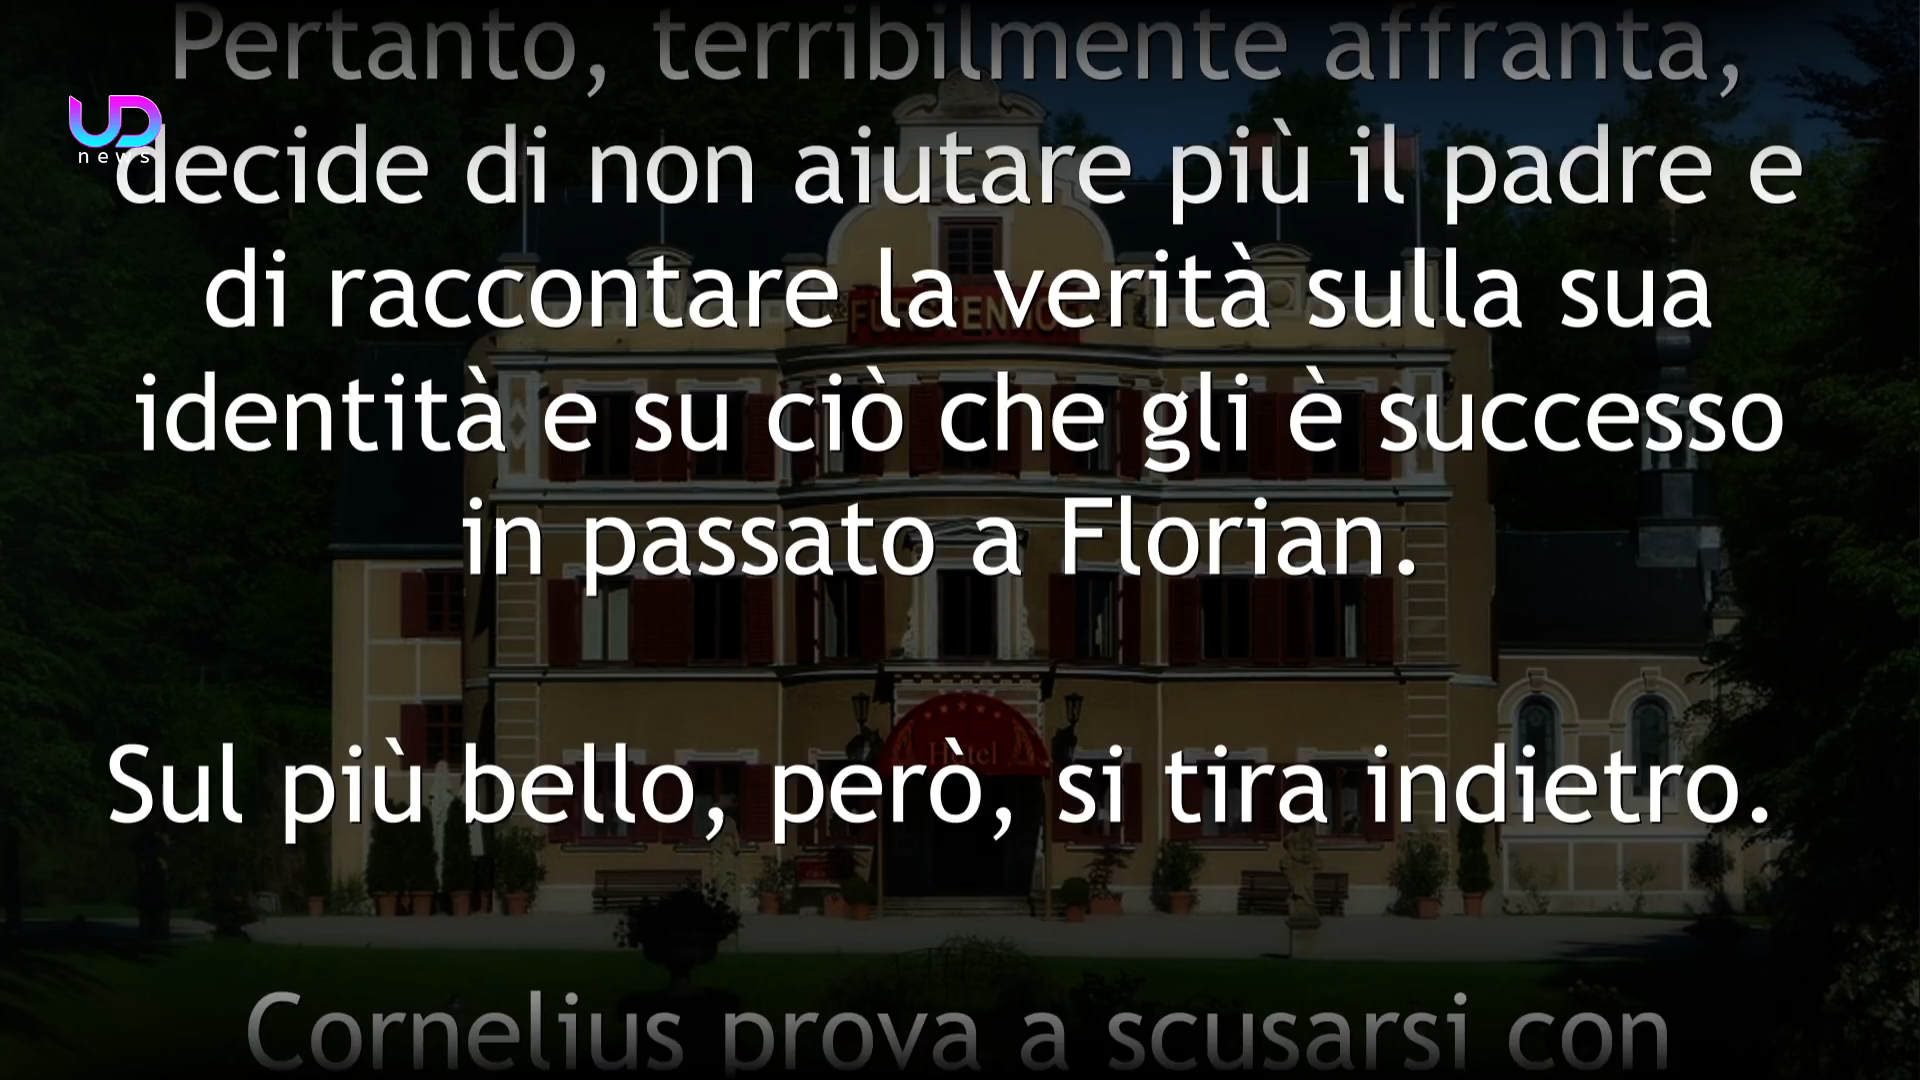 Pertanto, terribilmente affranta,
UD
news
decide di non aiutare più il padre e
di raccontare la verità sulla sua
identità e su ciò che gli è successo
in passato a Florian.
Hotel
Sul più bello, però, si tira indietro.
Cornelius prova a scusarsi con